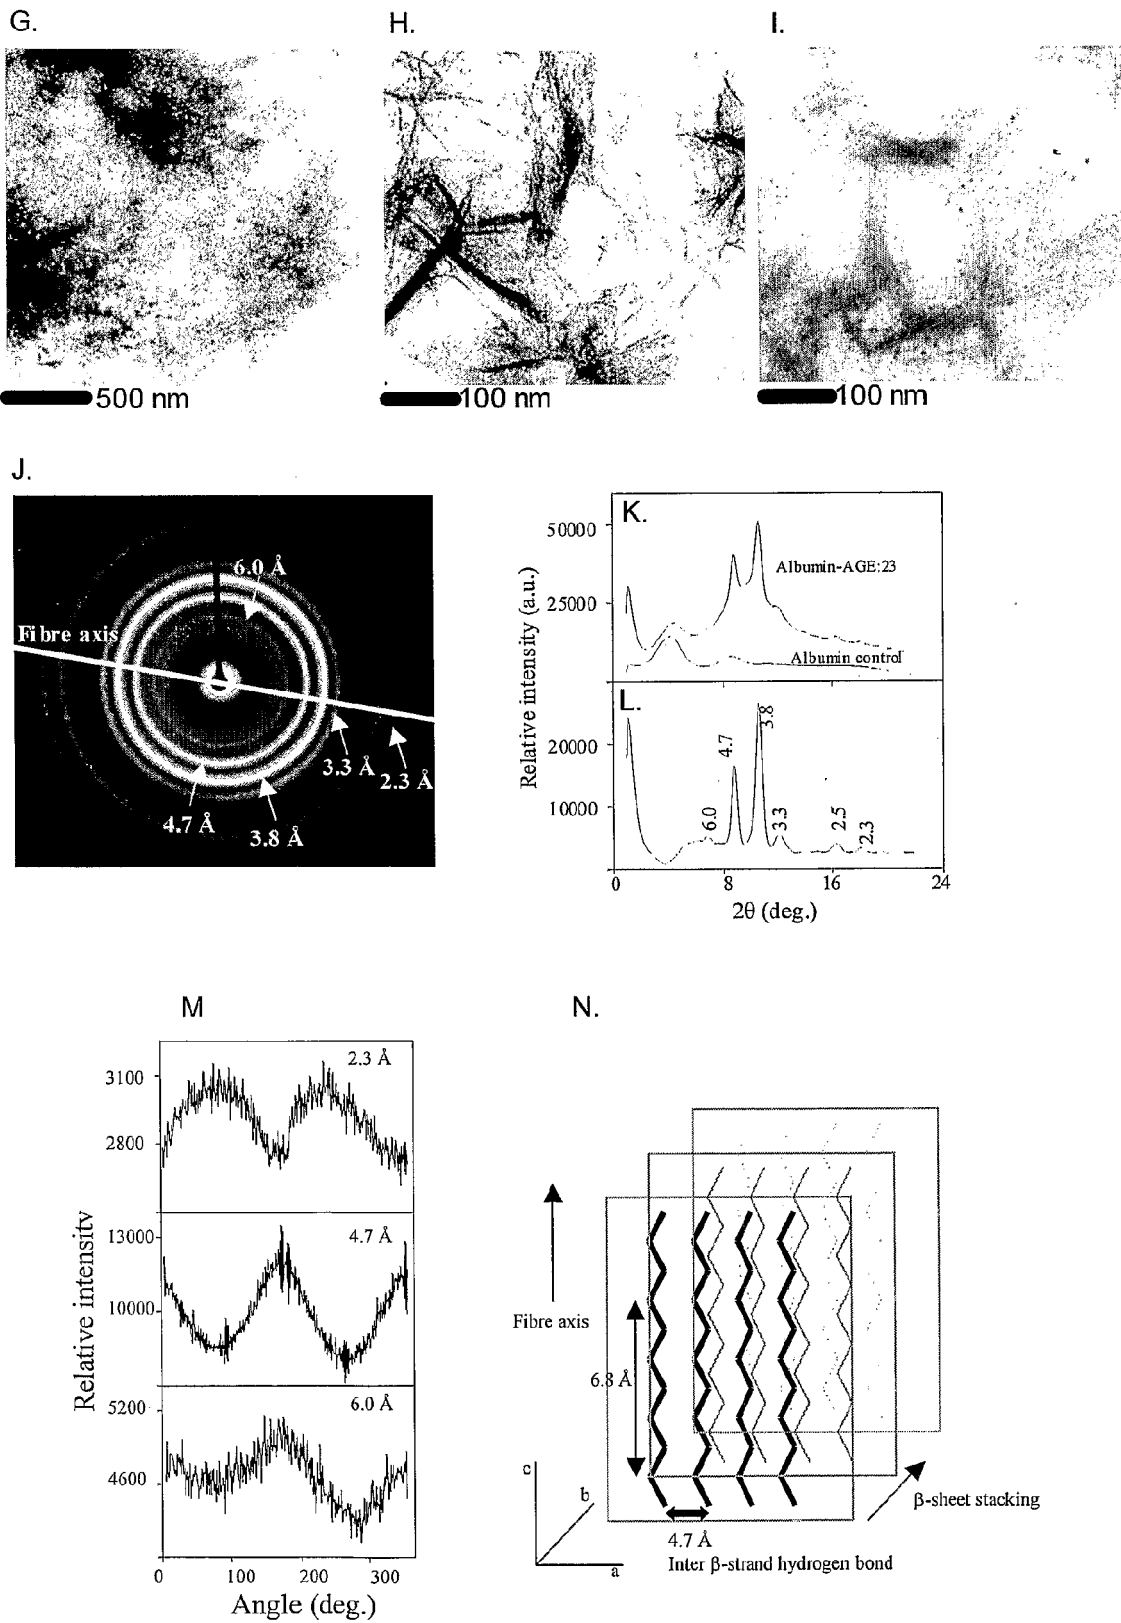 G.
H.
I.
500 nm
100 nm
100 nm
J.
6.0 Å
Fibre axis
3.3 Å
2.3 Å
4.7 Å
3.8 Å
K.
50000
25000
Albumin-AGE:23
Albumin control
Relative intensity (a.u.)
L.
20000
10000
6.0
4.7
3.8
3.3
2.5
2.3
0
8
16
24
2θ (deg.)
M
2.3 Å
3100
2800
4.7 Å
13000
10000
6.0 Å
5200
4600
Relative intensity
0
100
200
300
Angle (deg.)
N.
Fibre axis
6.8 Å
c
b
a
β-sheet stacking
4.7 Å
Inter β-strand hydrogen bond